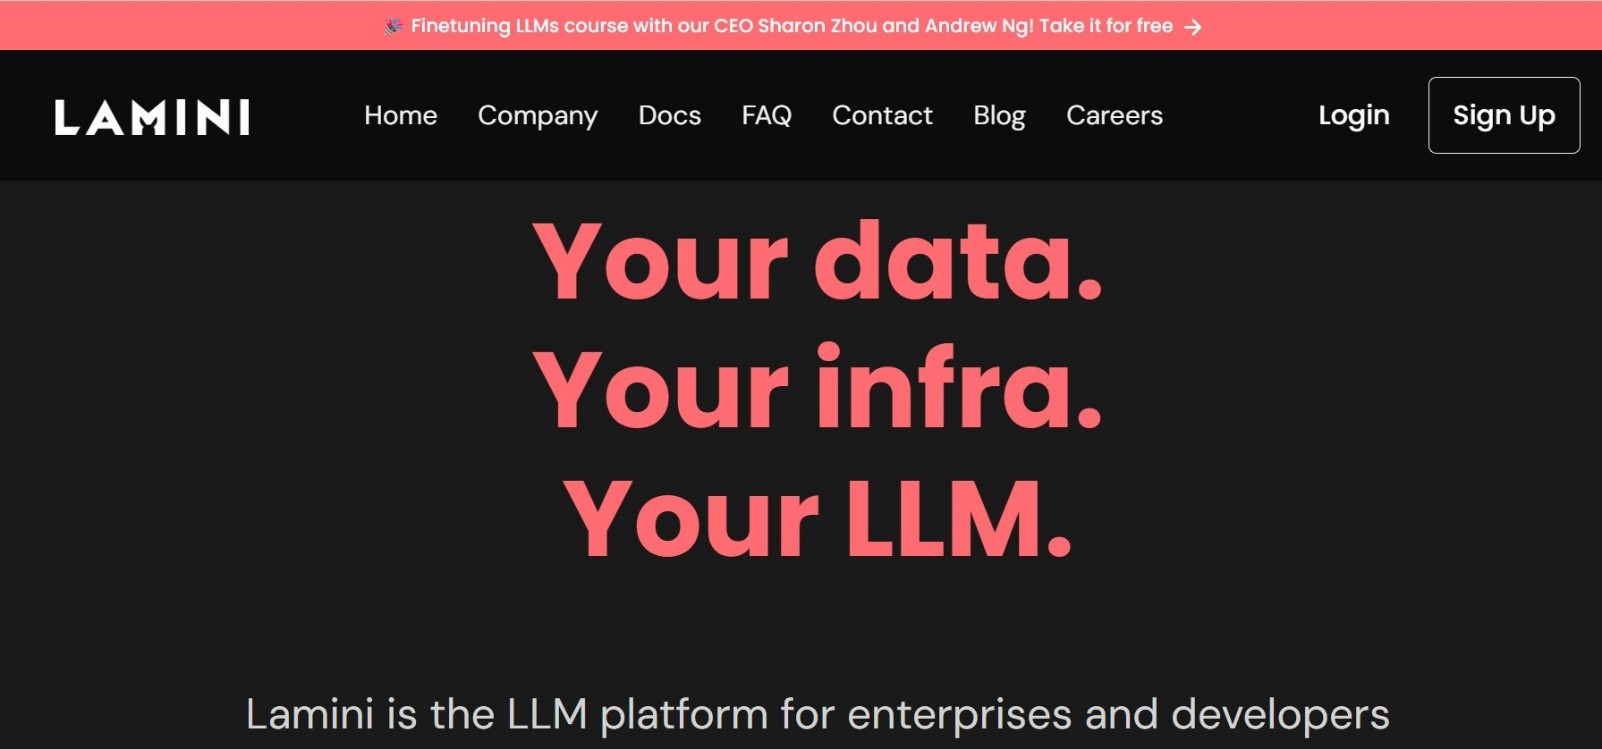 🎉 Finetuning LLMs course with our CEO Sharon Zhou and Andrew Ng! Take it for free →
LAMINI Home Company Docs FAQ Contact Blog Careers Login Sign Up
Your data.
Your infra.
Your LLM.
Lamini is the LLM platform for enterprises and developers